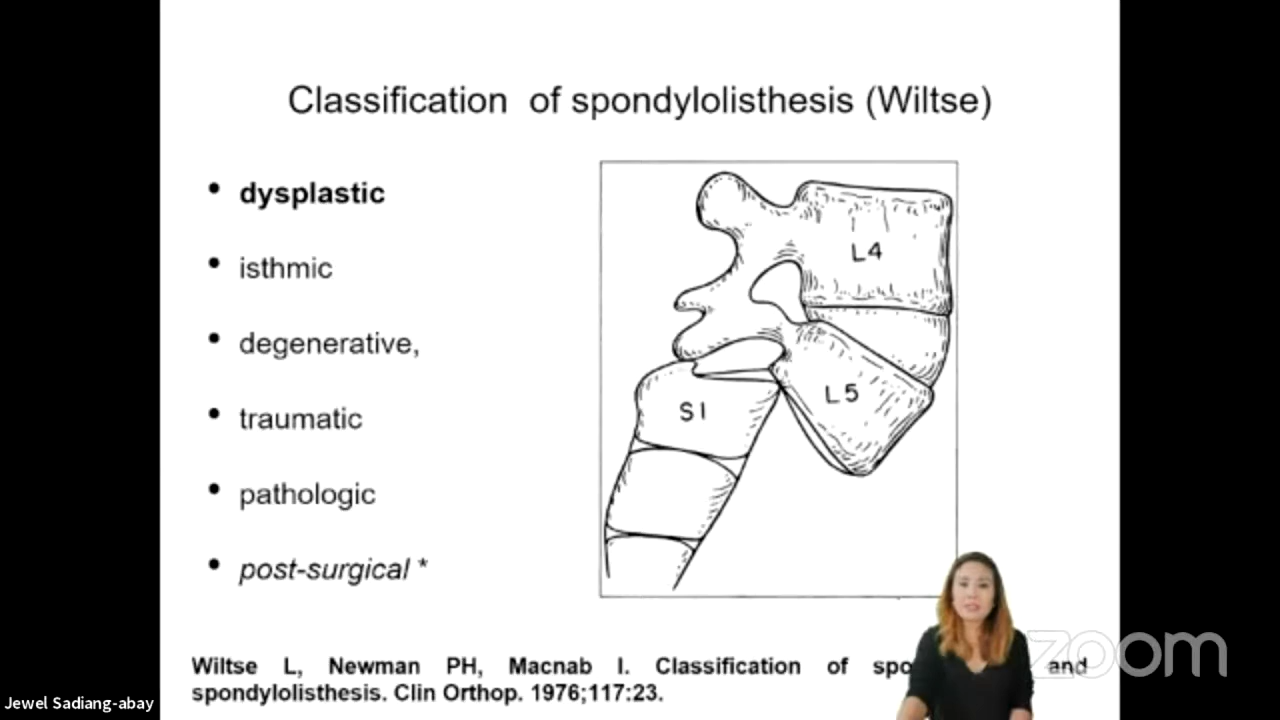 Classification of spondylolisthesis (Wiltse)
• dysplastic
• isthmic
• degenerative,
• traumatic
• pathologic
• post-surgical *
L4
L5
S1
Wiltse L, Newman PH, Macnab I. Classification of and
spondylolisthesis. Clin Orthop. 1976;117:23.
zoom
Jewel Sadiang-abay